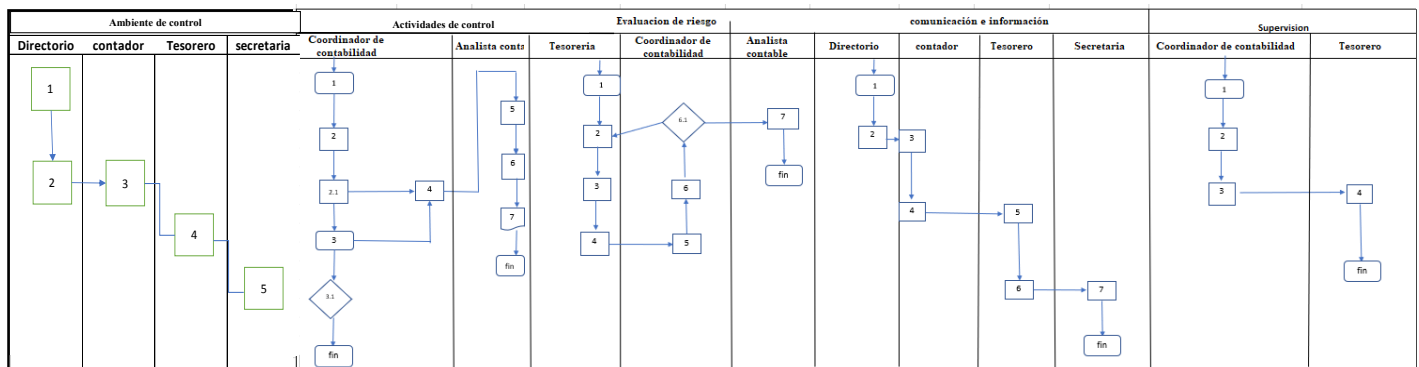 Ambiente de control
Actividades de control
Evaluacion de riesgo
comunicación e información
Supervision
Directorio
contador
Tesorero
secretaria
Coordinador de
contabilidad
Analista conta
Tesoreria
Coordinador de
contabilidad
Analista
contable
Directorio
contador
Tesorero
Secretaria
Coordinador de contabilidad
Tesorero
1
2
3
4
5
1
2
2.1
3
3.1
fin
4
5
6
7
fin
1
2
3
4
5
6
6.1
7
fin
1
2
3
4
5
6
7
fin
1
2
3
4
fin